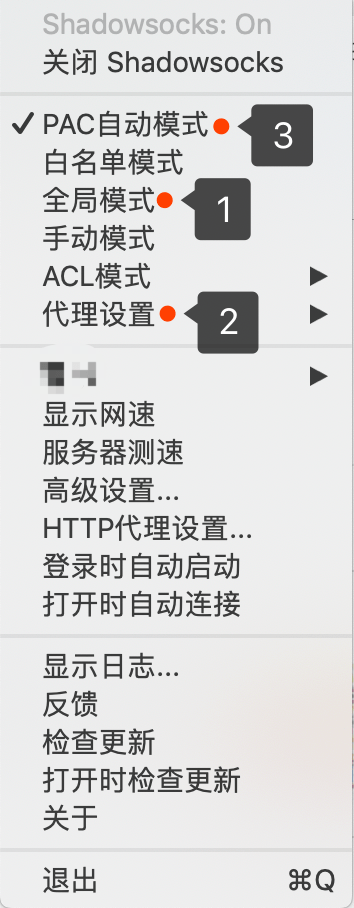 Shadowsocks: On
关闭 Shadowsocks
✓ PAC自动模式 3
白名单模式
全局模式 1
手动模式
ACL模式
代理设置 2
显示网速
服务器测速
高级设置...
HTTP代理设置...
登录时自动启动
打开时自动连接
显示日志...
反馈
检查更新
打开时检查更新
关于
退出 ⌘Q